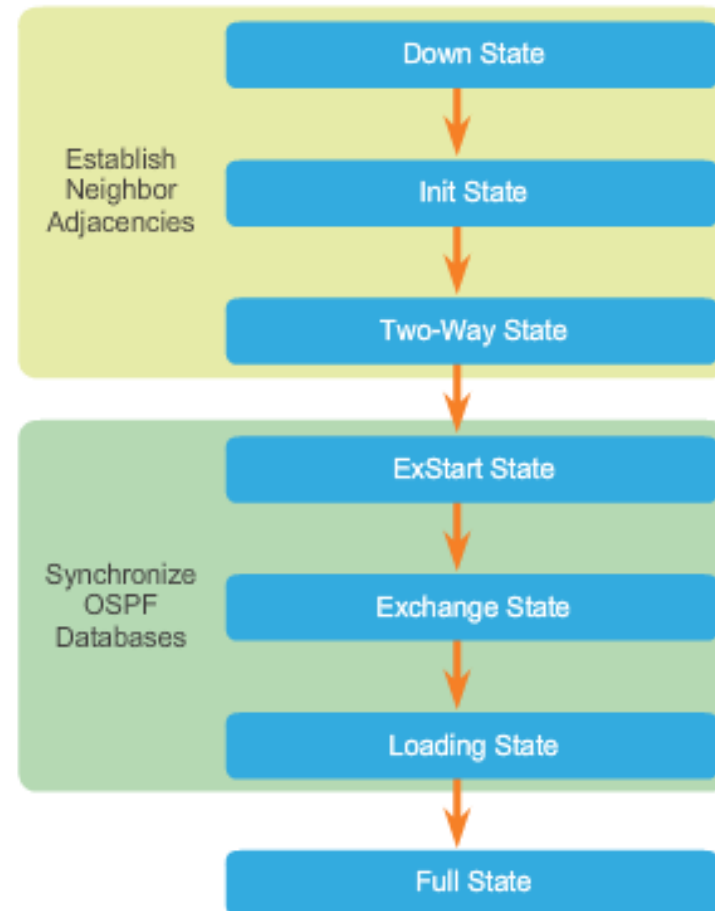 Down State
Establish
Neighbor
Adjacencies
Init State
Two-Way State
ExStart State
Synchronize
OSPF
Databases
Exchange State
Loading State
Full State